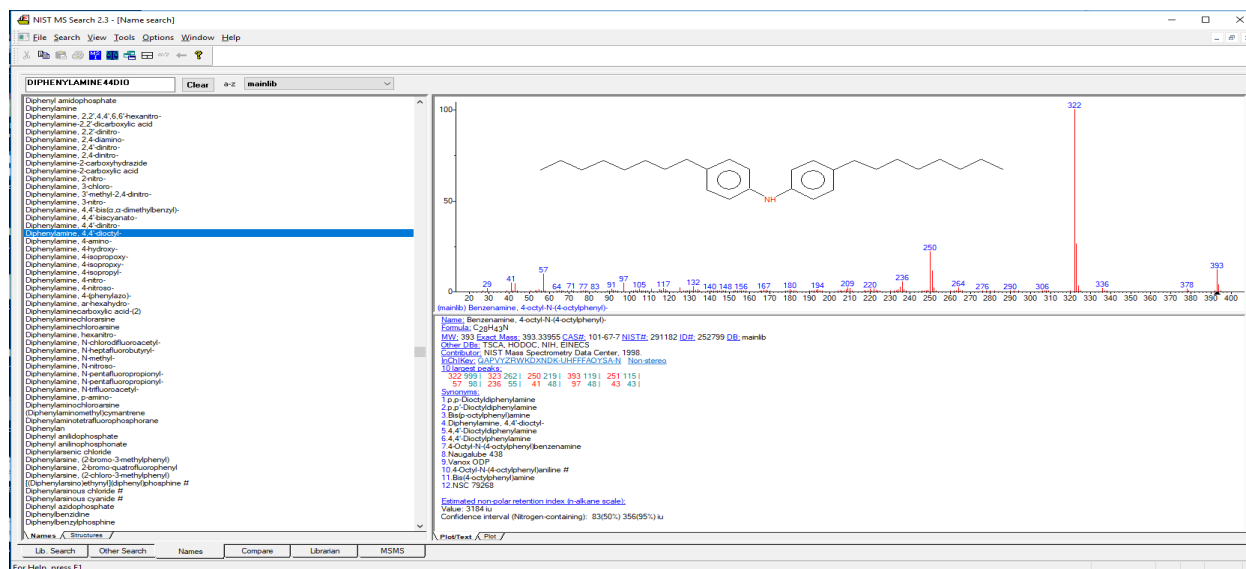 NIST MS Search 2.3 - [Name search]
File Search View Tools Options Window Help
DIPHENYLAMINE44DIO Clear a-z mainlib
Diphenyl amidophosphate
Diphenylamine
Diphenylamine, 2,2',4,4',6,6'-hexanitro-
Diphenylamine-2,2'-dicarboxylic acid
Diphenylamine, 2,2'-dinitro-
Diphenylamine, 2,4-diamino-
Diphenylamine, 2,4'-dinitro-
Diphenylamine, 2,4-dinitro-
Diphenylamine-2-carboxyhydrazide
Diphenylamine-2-carboxylic acid
Diphenylamine, 2-nitro-
Diphenylamine, 3-chloro-
Diphenylamine, 3'-methyl-2,4-dinitro-
Diphenylamine, 3-nitro-
Diphenylamine, 4,4'-bis(α,α-dimethylbenzyl)-
Diphenylamine, 4,4'-biscyanato-
Diphenylamine, 4,4'-dinitro-
Diphenylamine, 4,4'-dioctyl-
Diphenylamine, 4-amino-
Diphenylamine, 4-hydroxy-
Diphenylamine, 4-isopropoxy-
Diphenylamine, 4-isopropxy-
Diphenylamine, 4-isopropyl-
Diphenylamine, 4-nitro-
Diphenylamine, 4-nitroso-
Diphenylamine, 4-(phenylazo)-
Diphenylamine, ar-hexahydro-
Diphenylaminecarboxylic acid-(2)
Diphenylaminechlorarsine
Diphenylaminechloroarsine
Diphenylamine, hexanitro-
Diphenylamine, N-chlorodifluoroacetyl-
Diphenylamine, N-heptafluorobutyryl-
Diphenylamine, N-methyl-
Diphenylamine, N-nitroso-
Diphenylamine, N-pentafluoropropionyl-
Diphenylamine, N-pentafluoropropionyl-
Diphenylamine, N-trifluoroacetyl-
Diphenylamine, p-amino-
Diphenylaminochloroarsine
(Diphenylaminomethyl)cymantrene
Diphenylaminotetrafluorophosphorane
Diphenylan
Diphenyl anilidophosphate
Diphenyl anilinophosphonate
Diphenylarsenic chloride
Diphenylarsine, (2-bromo-3-methylphenyl)
Diphenylarsine, 2-bromo-quatrofluorophenyl
Diphenylarsine, (2-chloro-3-methylphenyl)
[(Diphenylarsino)ethynyl](diphenyl)phosphine #
Diphenylarsinous chloride #
Diphenylarsinous cyanide #
Diphenyl azidophosphate
Diphenylbenzidine
Diphenylbenzylphosphine
Names Structures
100
50
0
NH
29 41 57 64 71 77 83 91 97 105 117 132 140 148 156 167 180 194 209 220 236 250 264 276 290 306 322 336 378 393
20 30 40 50 60 70 80 90 100 110 120 130 140 150 160 170 180 190 200 210 220 230 240 250 260 270 280 290 300 310 320 330 340 350 360 370 380 390 400
(mainlib) Benzenamine, 4-octyl-N-(4-octylphenyl)-
Name: Benzenamine, 4-octyl-N-(4-octylphenyl)-
Formula: C28H43N
MW: 393 Exact Mass: 393.33955 CAS#: 101-67-7 NIST#: 291182 ID#: 252799 DB: mainlib
Other DBs: TSCA, HODOC, NIH, EINECS
Contributor: NIST Mass Spectrometry Data Center, 1998.
InChIKey: QAPVYZRWKDXNDK-UHFFFAOYSA-N Non-stereo
10 largest peaks:
322 999 | 323 262 | 250 219 | 393 119 | 251 115 |
57 98 | 236 55 | 41 48 | 97 48 | 43 43 |
Synonyms:
1.p,p-Dioctyldiphenylamine
2.p,p'-Dioctyldiphenylamine
3.Bis(p-octylphenyl)amine
4.Diphenylamine, 4,4'-dioctyl-
5.4,4'-Dioctyldiphenylamine
6.4,4'-Dioctylphenylamine
7.4-Octyl-N-(4-octylphenyl)benzenamine
8.Naugalube 438
9.Vanox ODP
10.4-Octyl-N-(4-octylphenyl)aniline #
11.Bis(4-octylphenyl)amine
12.NSC 79268
Estimated non-polar retention index (n-alkane scale):
Value: 3184 iu
Confidence interval (Nitrogen-containing): 83(50%) 356(95%) iu
Plot/Text Plot
Lib. Search Other Search Names Compare Librarian MSMS
For Help, press F1